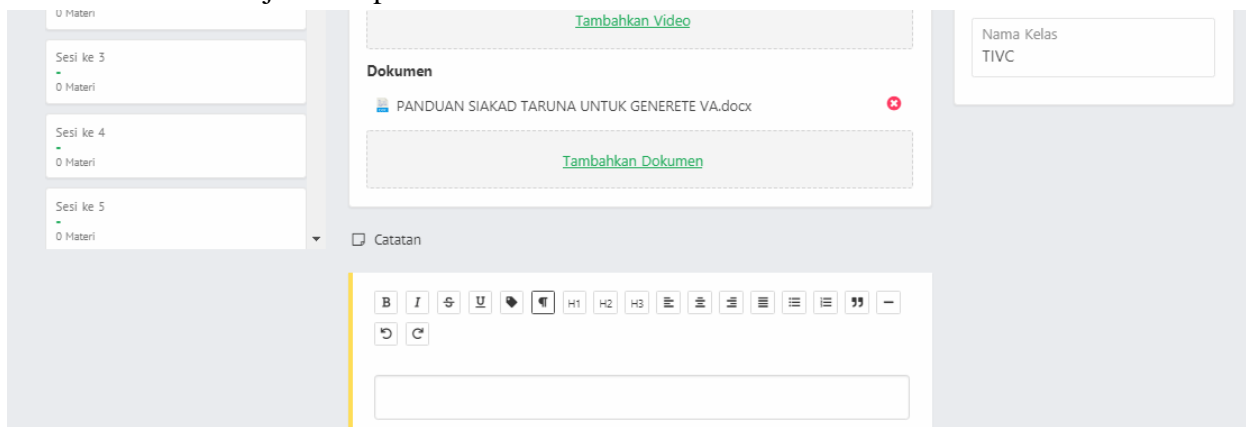 0 Materi
Sesi ke 3
-
0 Materi
Sesi ke 4
-
0 Materi
Sesi ke 5
-
0 Materi
Tambahkan Video
Dokumen
PANDUAN SIAKAD TARUNA UNTUK GENERETE VA.docx
Tambahkan Dokumen
Catatan
B I S U ¶ H1 H2 H3
Nama Kelas
TIVC